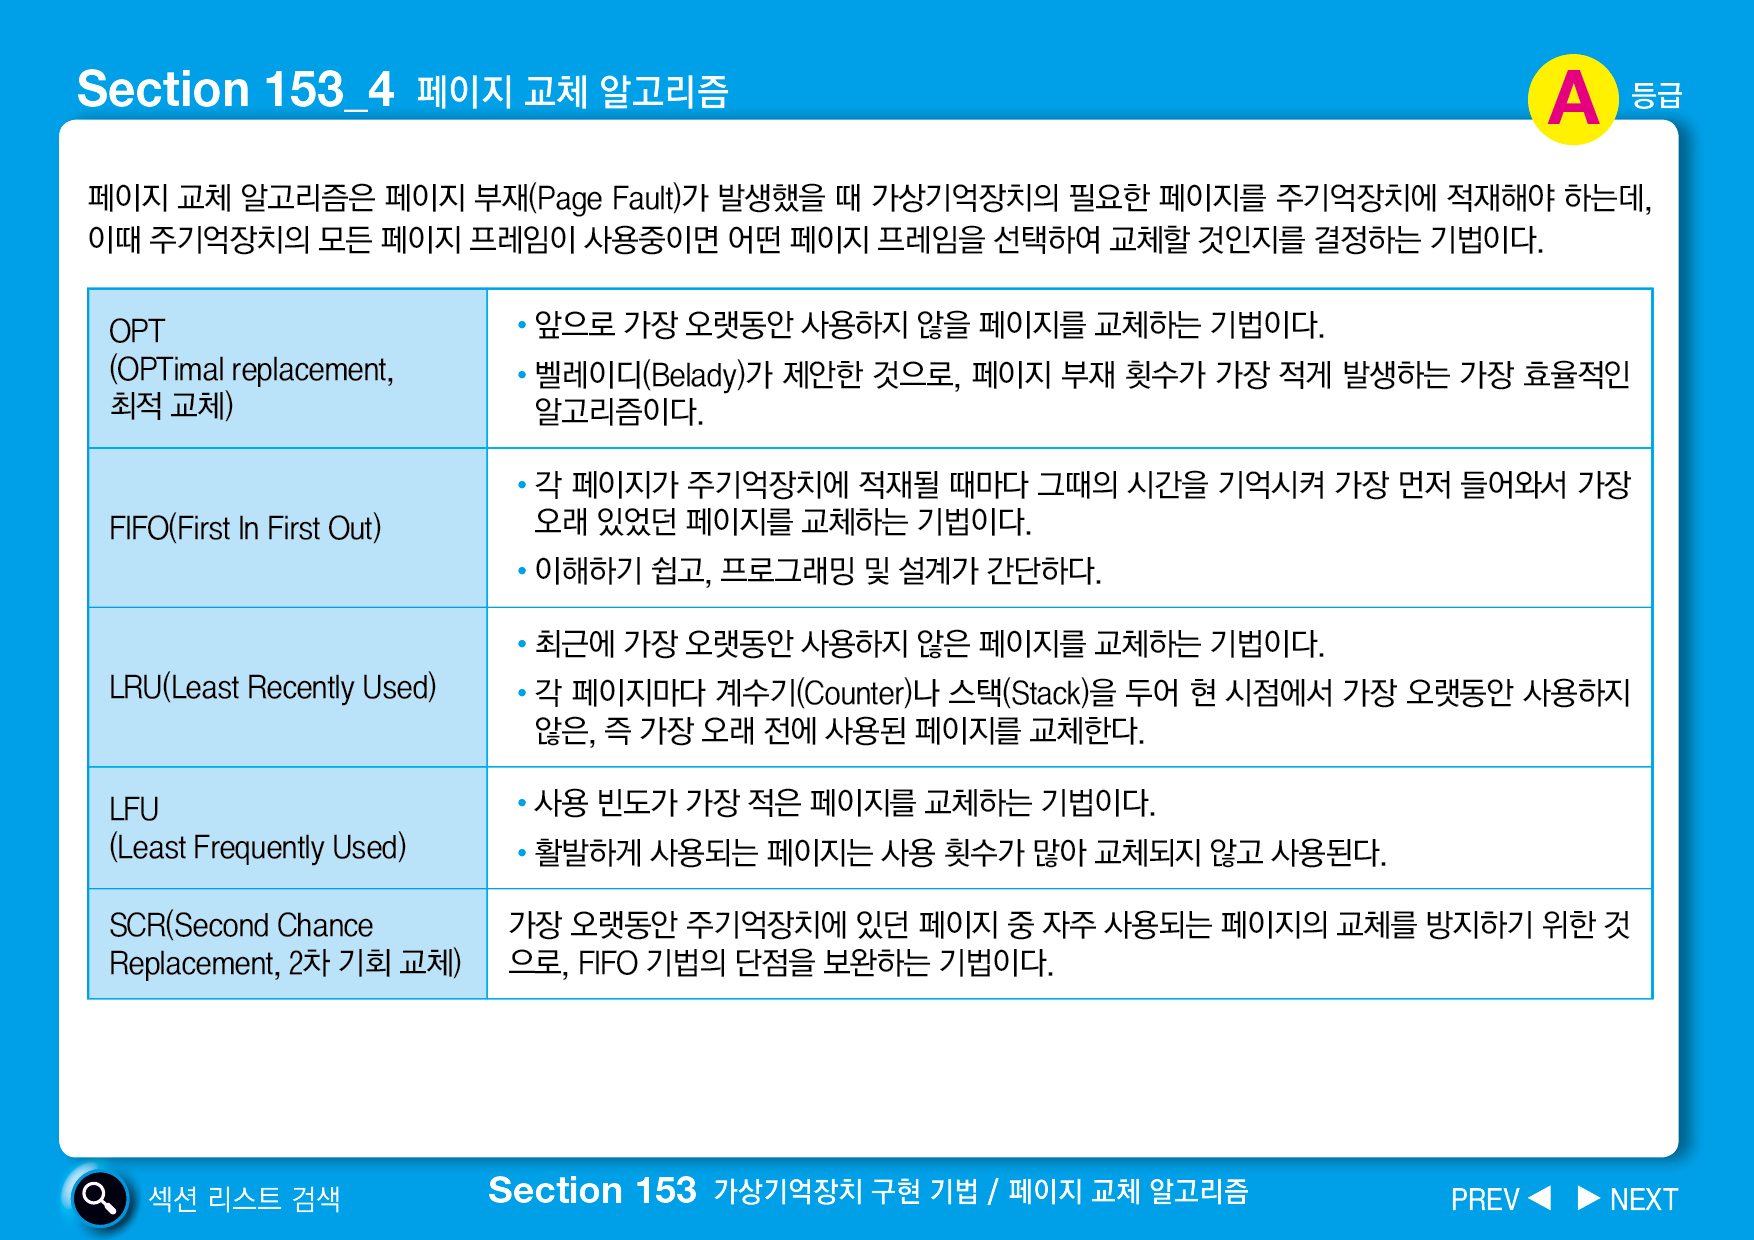 Section 153_4 페이지 교체 알고리즘
A 등급
페이지 교체 알고리즘은 페이지 부재(Page Fault)가 발생했을 때 가상기억장치의 필요한 페이지를 주기억장치에 적재해야 하는데,
이때 주기억장치의 모든 페이지 프레임이 사용중이면 어떤 페이지 프레임을 선택하여 교체할 것인지를 결정하는 기법이다.
OPT
(OPTimal replacement,
최적 교체)
• 앞으로 가장 오랫동안 사용하지 않을 페이지를 교체하는 기법이다.
• 벨레이디(Belady)가 제안한 것으로, 페이지 부재 횟수가 가장 적게 발생하는 가장 효율적인
알고리즘이다.
FIFO(First In First Out)
• 각 페이지가 주기억장치에 적재될 때마다 그때의 시간을 기억시켜 가장 먼저 들어와서 가장
오래 있었던 페이지를 교체하는 기법이다.
• 이해하기 쉽고, 프로그래밍 및 설계가 간단하다.
LRU(Least Recently Used)
• 최근에 가장 오랫동안 사용하지 않은 페이지를 교체하는 기법이다.
• 각 페이지마다 계수기(Counter)나 스택(Stack)을 두어 현 시점에서 가장 오랫동안 사용하지
않은, 즉 가장 오래 전에 사용된 페이지를 교체한다.
LFU
(Least Frequently Used)
• 사용 빈도가 가장 적은 페이지를 교체하는 기법이다.
• 활발하게 사용되는 페이지는 사용 횟수가 많아 교체되지 않고 사용된다.
SCR(Second Chance
Replacement, 2차 기회 교체)
가장 오랫동안 주기억장치에 있던 페이지 중 자주 사용되는 페이지의 교체를 방지하기 위한 것
으로, FIFO 기법의 단점을 보완하는 기법이다.
섹션 리스트 검색
Section 153 가상기억장치 구현 기법 / 페이지 교체 알고리즘
PREV ◀ ▶ NEXT